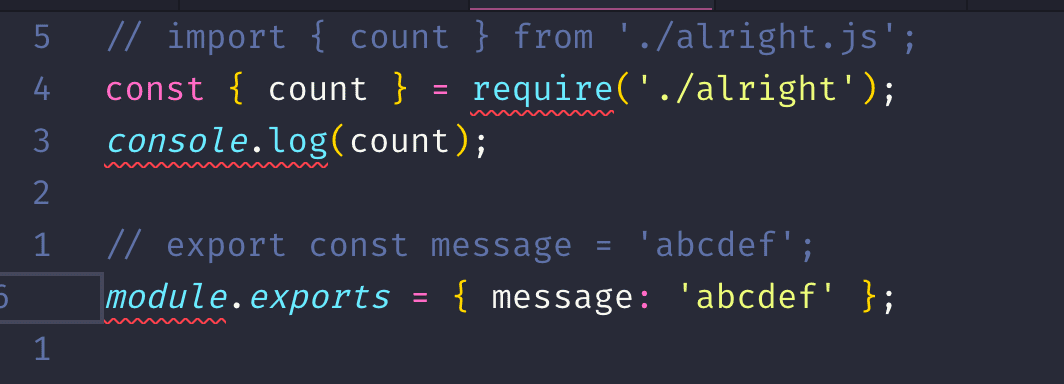 5 // import { count } from './alright.js';
4 const { count } = require('./alright');
3 console.log(count);
2
1 // export const message = 'abcdef';
6 module.exports = { message: 'abcdef' };
1